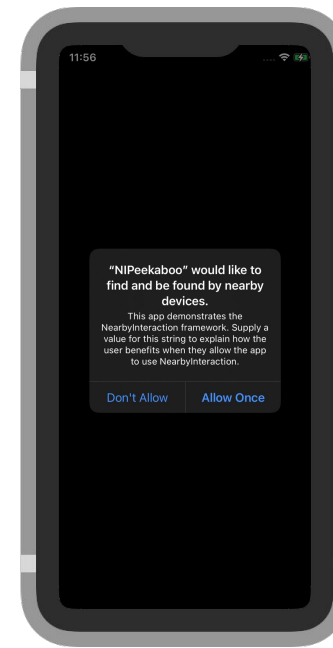 11:56
“NIPeekaboo” would like to
find and be found by nearby
devices.
This app demonstrates the
NearbyInteraction framework. Supply a
value for this string to explain how the
user benefits when they allow the app
to use NearbyInteraction.
Don't Allow
Allow Once